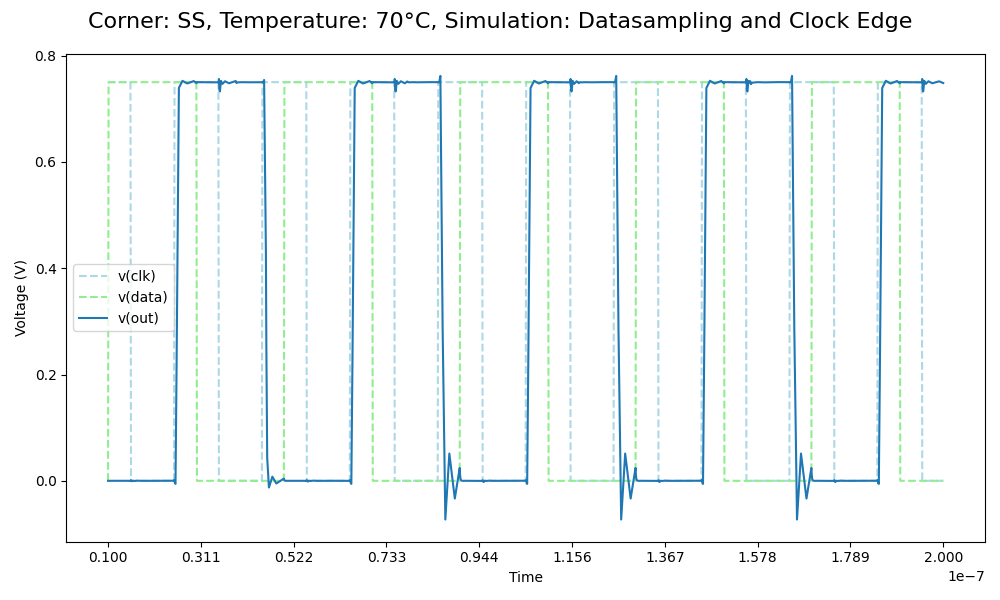 Corner: SS, Temperature: 70°C, Simulation: Datasampling and Clock Edge
0.8
0.6
0.4
0.2
0.0
Voltage (V)
v(clk)
v(data)
v(out)
0.100 0.311 0.522 0.733 0.944 1.156 1.367 1.578 1.789 2.000
Time
1e−7